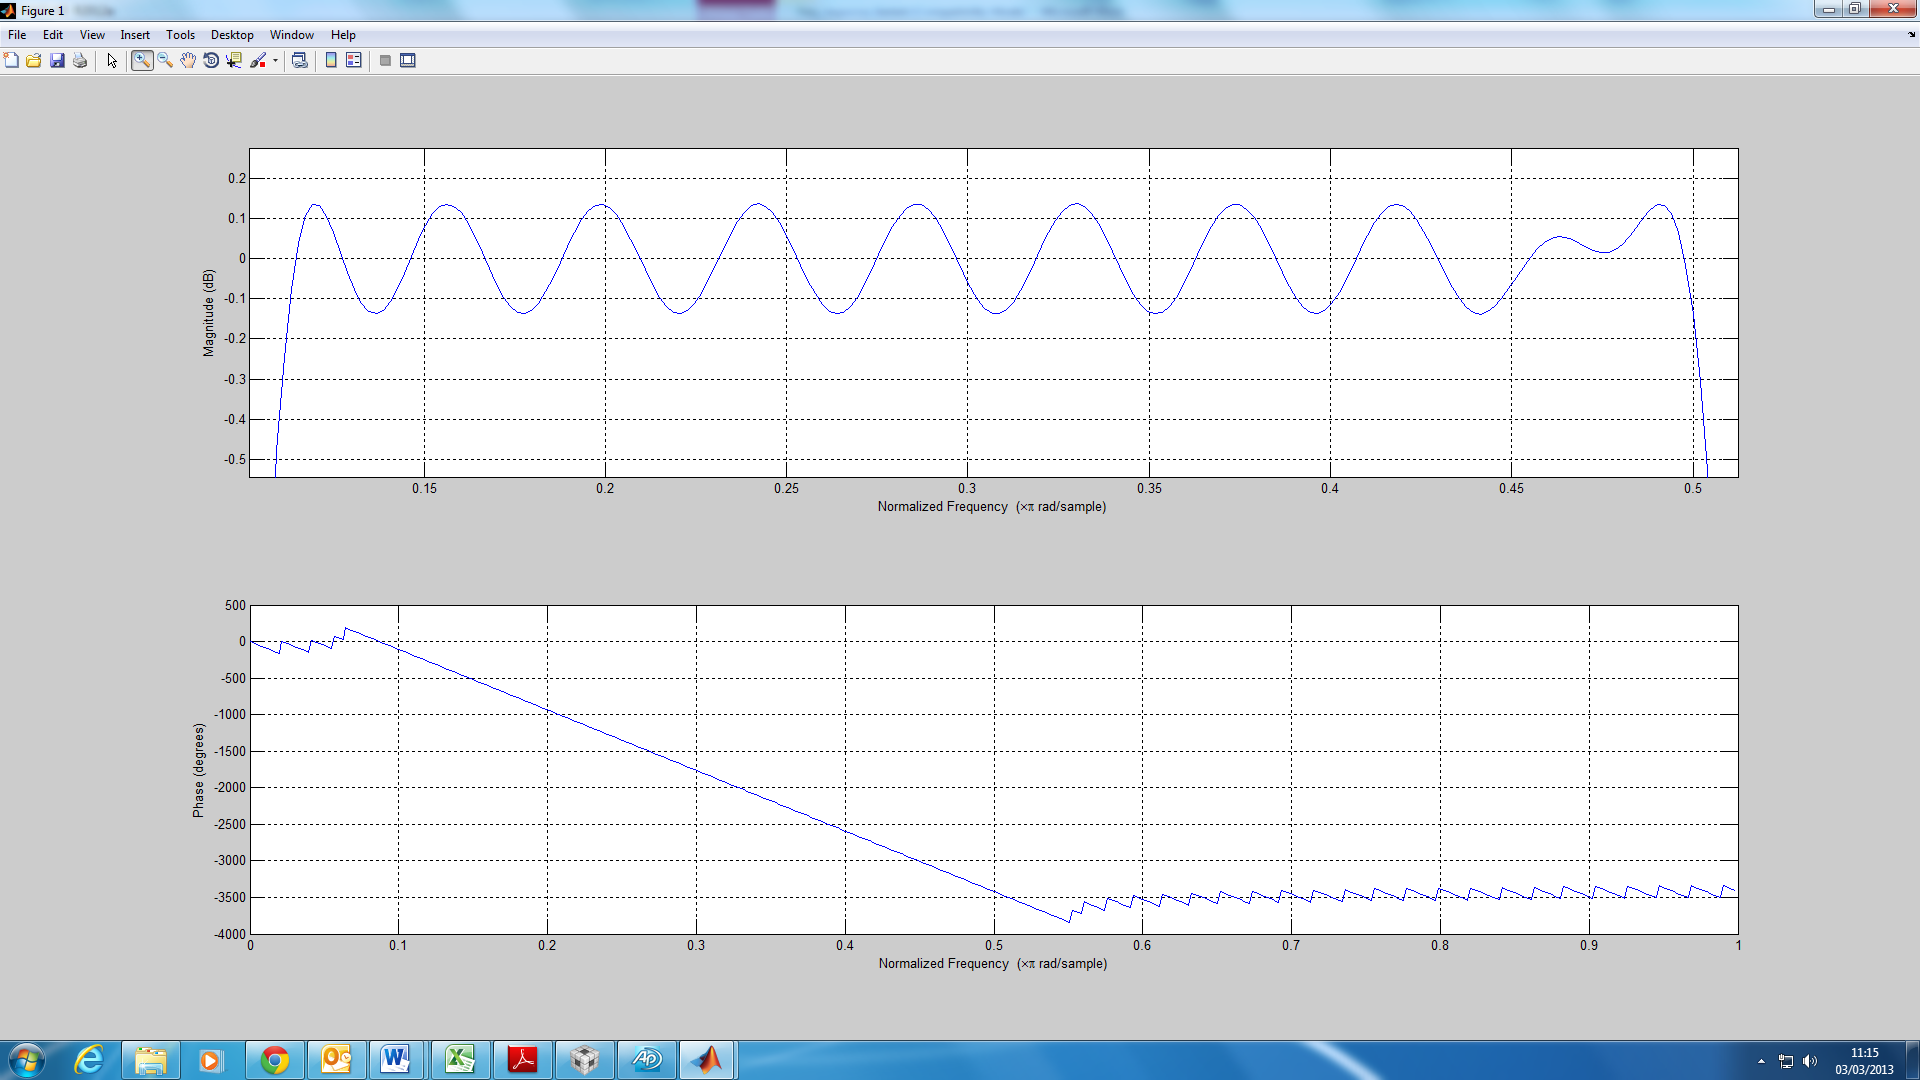 Figure 1
File Edit View Insert Tools Desktop Window Help
0.2
0.1
0
-0.1
-0.2
-0.3
-0.4
-0.5
Magnitude (dB)
0.15 0.2 0.25 0.3 0.35 0.4 0.45 0.5
Normalized Frequency (×π rad/sample)
500
0
-500
-1000
-1500
-2000
-2500
-3000
-3500
-4000
Phase (degrees)
0 0.1 0.2 0.3 0.4 0.5 0.6 0.7 0.8 0.9 1
Normalized Frequency (×π rad/sample)
11:15
03/03/2013